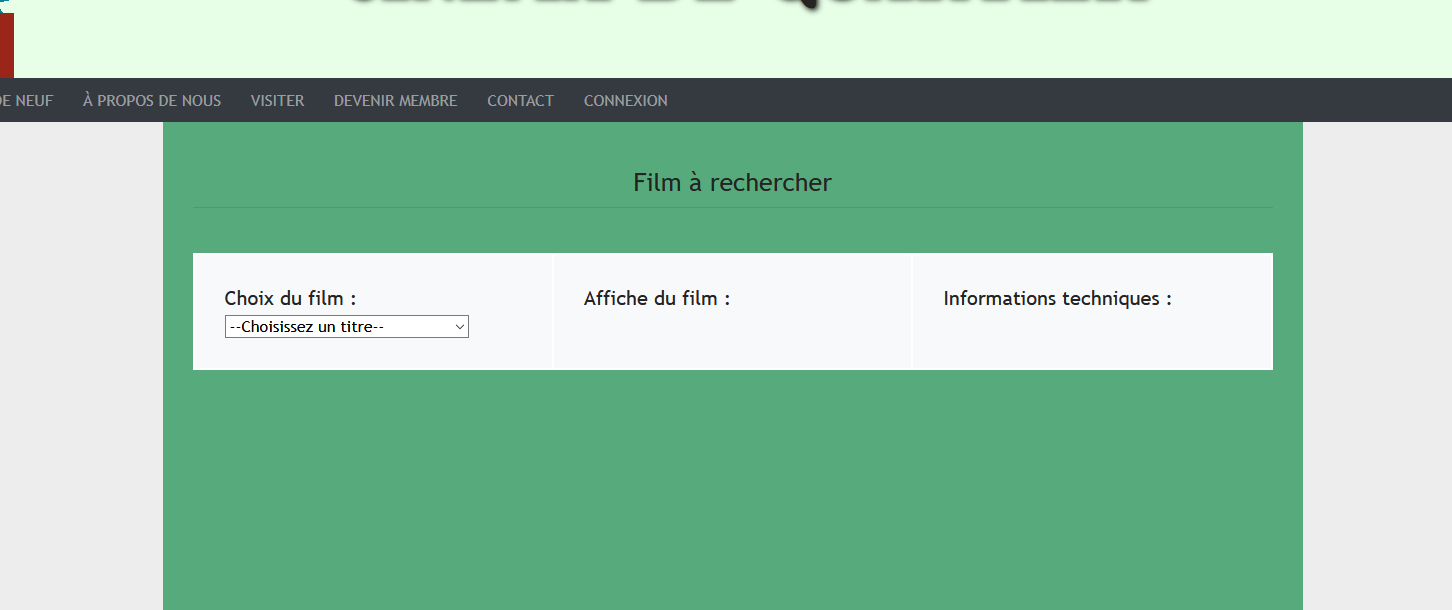 DE NEUF À PROPOS DE NOUS VISITER DEVENIR MEMBRE CONTACT CONNEXION
Film à rechercher
Choix du film :
--Choisissez un titre--
Affiche du film :
Informations techniques :